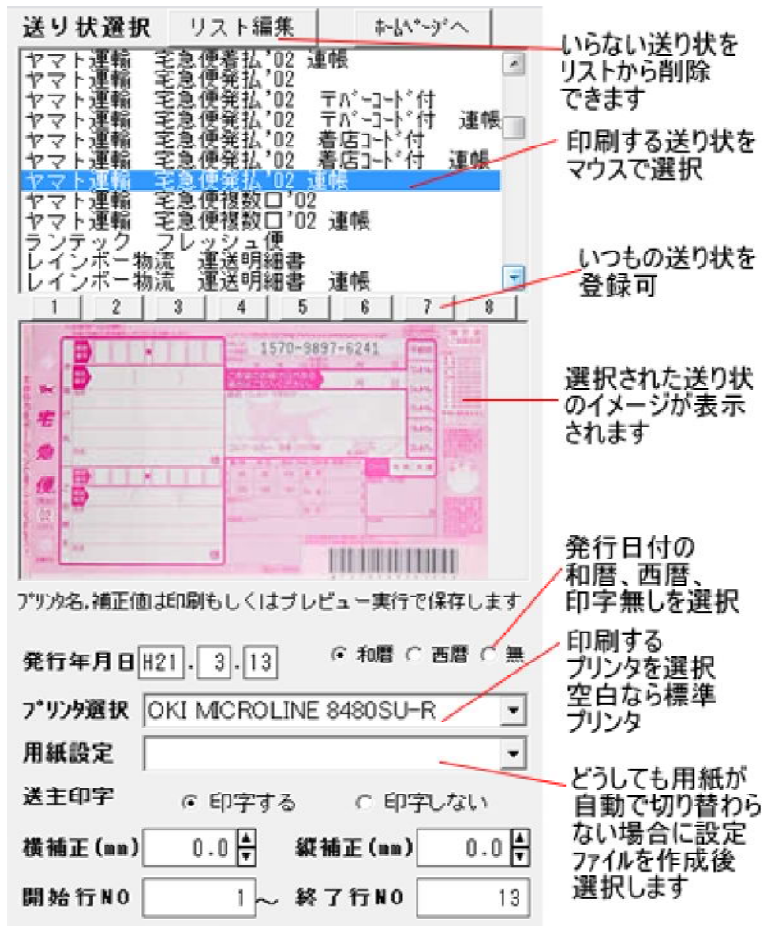 送り状選択 リスト編集 ﾎｰﾑﾍﾟｰｼﾞへ
いらない送り状を
リストから削除
できます
ヤマト運輸 宅急便着払'02 連帳
ヤマト運輸 宅急便発払'02
ヤマト運輸 宅急便発払'02 〒ﾊﾞｰｺｰﾄﾞ付
ヤマト運輸 宅急便発払'02 〒ﾊﾞｰｺｰﾄﾞ付 連帳
ヤマト運輸 宅急便発払'02 着店ｺｰﾄﾞ付
ヤマト運輸 宅急便発払'02 着店ｺｰﾄﾞ付 連帳
ヤマト運輸 宅急便発払'02 連帳
ヤマト運輸 宅急便複数口'02
ヤマト運輸 宅急便複数口'02 連帳
ランテック フレッシュ便
レインボー物流 運送明細書
レインボー物流 運送明細書 連帳
印刷する送り状を
マウスで選択
いつもの送り状を
登録可
1 2 3 4 5 6 7 8
1570-9897-6241
宅急便
選択された送り状
のイメージが表示
されます
ﾌﾟﾘﾝﾀ名,補正値は印刷もしくはプレビュー実行で保存します
発行日付の
和暦、西暦、
印字無しを選択
発行年月日 H21 . 3 . 13 和暦 西暦 無
印刷する
プリンタを選択
空白なら標準
プリンタ
ﾌﾟﾘﾝﾀ選択 OKI MICROLINE 8480SU-R
用紙設定
どうしても用紙が
自動で切り替わら
ない場合に設定
ファイルを作成後
選択します
送主印字 印字する 印字しない
横補正(mm) 0.0 縦補正(mm) 0.0
開始行NO 1 ～ 終了行NO 13